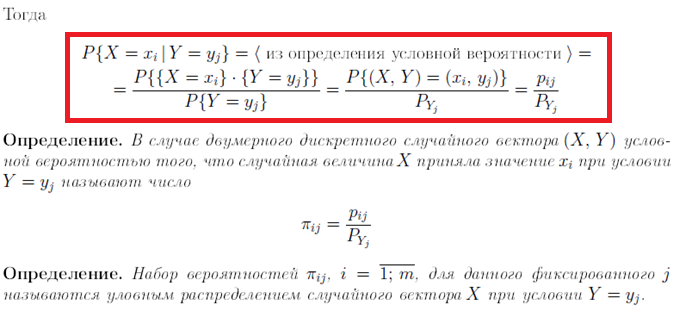 Тогда
P{X = x_i | Y = y_j} = ⟨ из определения условной вероятности ⟩ =
= P{{X = x_i} · {Y = y_j}} / P{Y = y_j} = P{(X, Y) = (x_i, y_j)} / P_{Y_j} = p_{ij} / P_{Y_j}
Определение. В случае двумерного дискретного случайного вектора (X, Y) услов-
ной вероятностью того, что случайная величина X приняла значение x_i при условии
Y = y_j называют число
π_{ij} = p_{ij} / P_{Y_j}
Определение. Набор вероятностей π_{ij}, i = \overline{1; m}, для данного фиксированного j
называются уловным распределением случайного вектора X при условии Y = y_j.